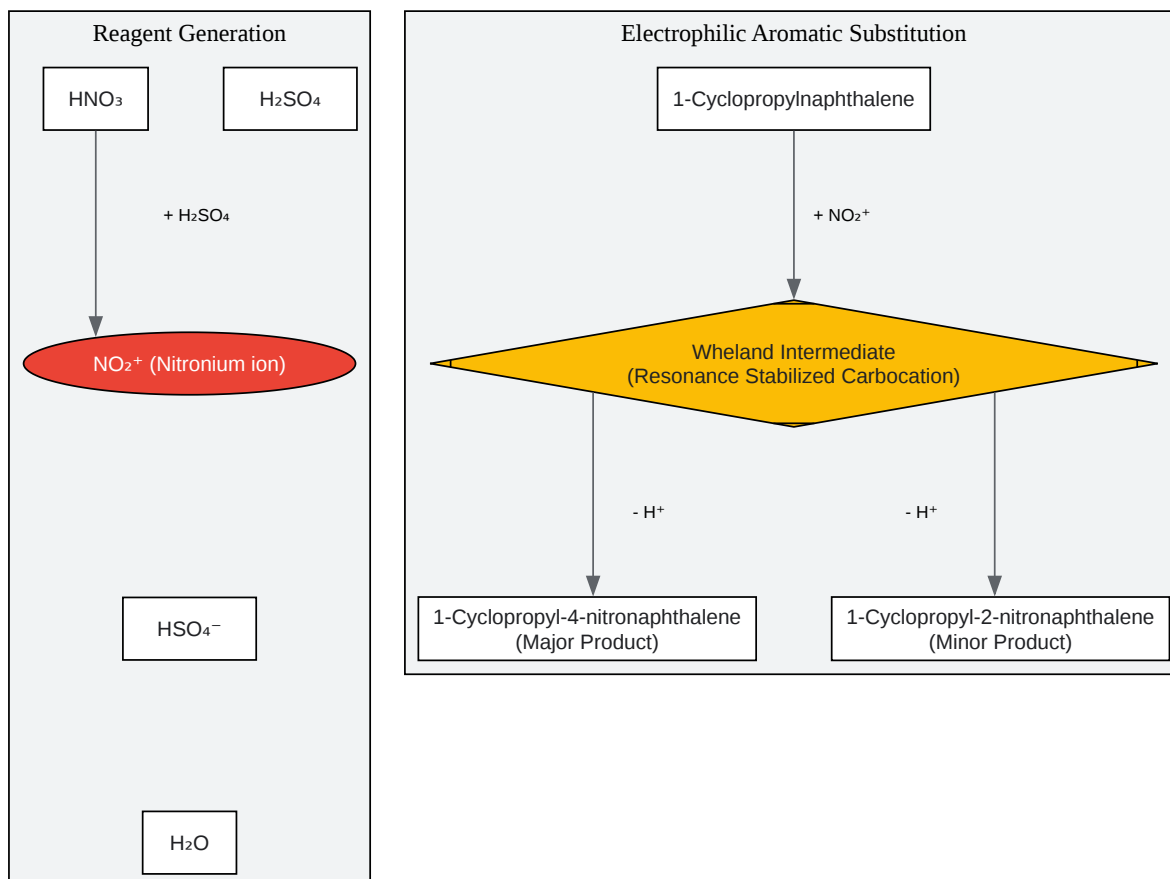 Reagent Generation
HNO₃
H₂SO₄
+ H₂SO₄
NO₂⁺ (Nitronium ion)
HSO₄⁻
H₂O
Electrophilic Aromatic Substitution
1-Cyclopropylnaphthalene
+ NO₂⁺
Wheland Intermediate
(Resonance Stabilized Carbocation)
- H⁺
- H⁺
1-Cyclopropyl-4-nitronaphthalene
(Major Product)
1-Cyclopropyl-2-nitronaphthalene
(Minor Product)